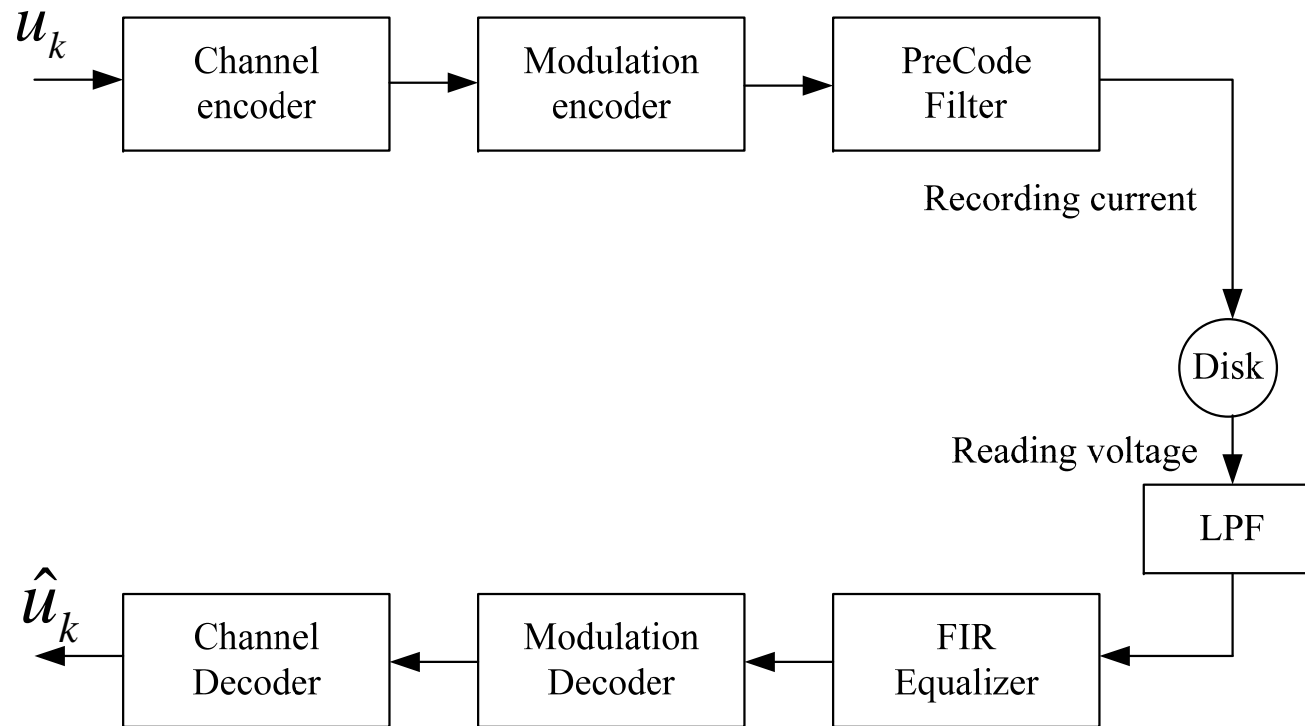 u_k
Channel
encoder
Modulation
encoder
PreCode
Filter
Recording current
Disk
Reading voltage
LPF
û_k
Channel
Decoder
Modulation
Decoder
FIR
Equalizer